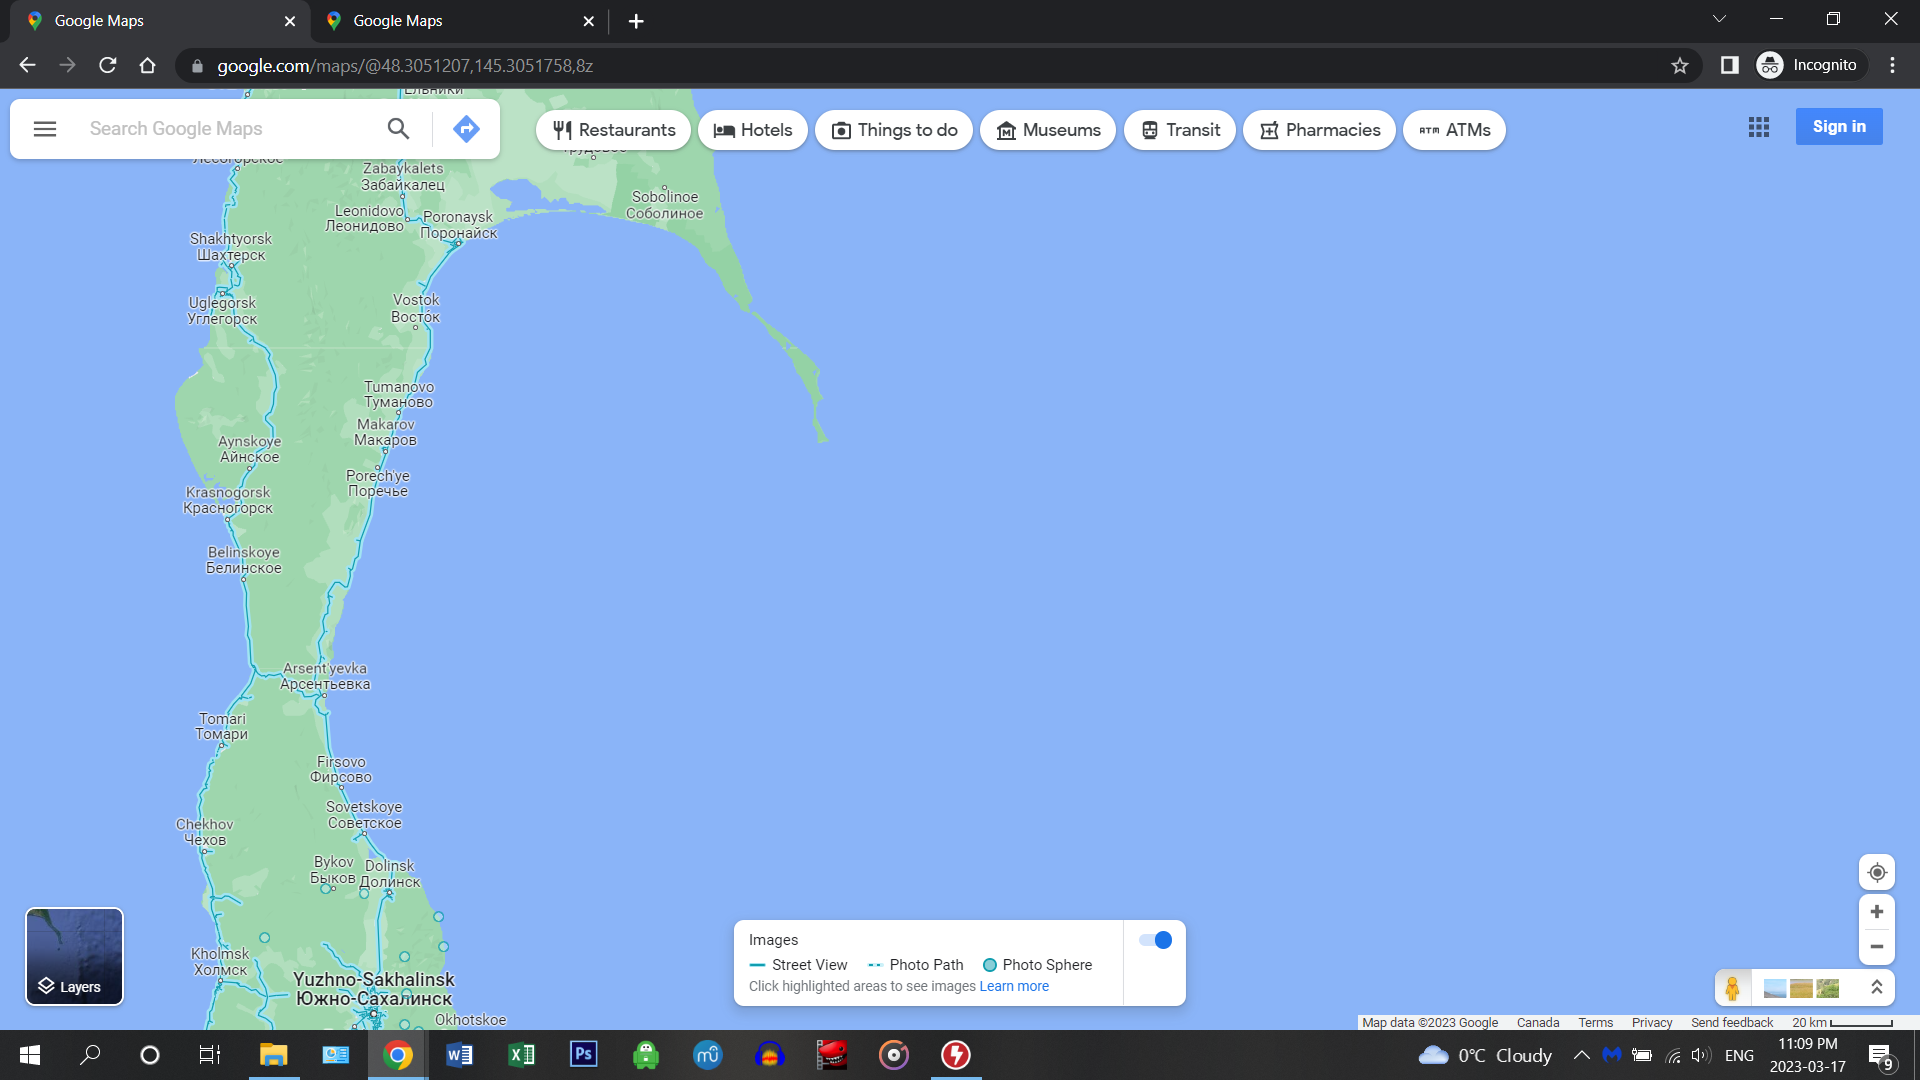 Google Maps
Google Maps
google.com/maps/@48.3051207,145.3051758,8z
Incognito
Ельники
Search Google Maps
Restaurants
Hotels
Things to do
Museums
Transit
Pharmacies
ATM
ATMs
Sign in
Zabaykalets
Забайкалец
Leonidovo
Леонидово
Poronaysk
Поронайск
Sobolinoe
Соболиное
Shakhtyorsk
Шахтерск
Uglegorsk
Углегорск
Vostok
Восток
Tumanovo
Туманово
Makarov
Макаров
Aynskoye
Айнское
Porech'ye
Поречье
Krasnogorsk
Красногорск
Belinskoye
Белинское
Arsent'yevka
Арсентьевка
Tomari
Томари
Firsovo
Фирсово
Sovetskoye
Советское
Chekhov
Чехов
Bykov
Быков
Dolinsk
Долинск
Kholmsk
Холмск
Yuzhno-Sakhalinsk
Южно-Сахалинск
Okhotskoe
Layers
Images
Street View
Photo Path
Photo Sphere
Click highlighted areas to see images Learn more
Map data ©2023 Google
Canada
Terms
Privacy
Send feedback
20 km
0°C Cloudy
ENG
11:09 PM
2023-03-17
9